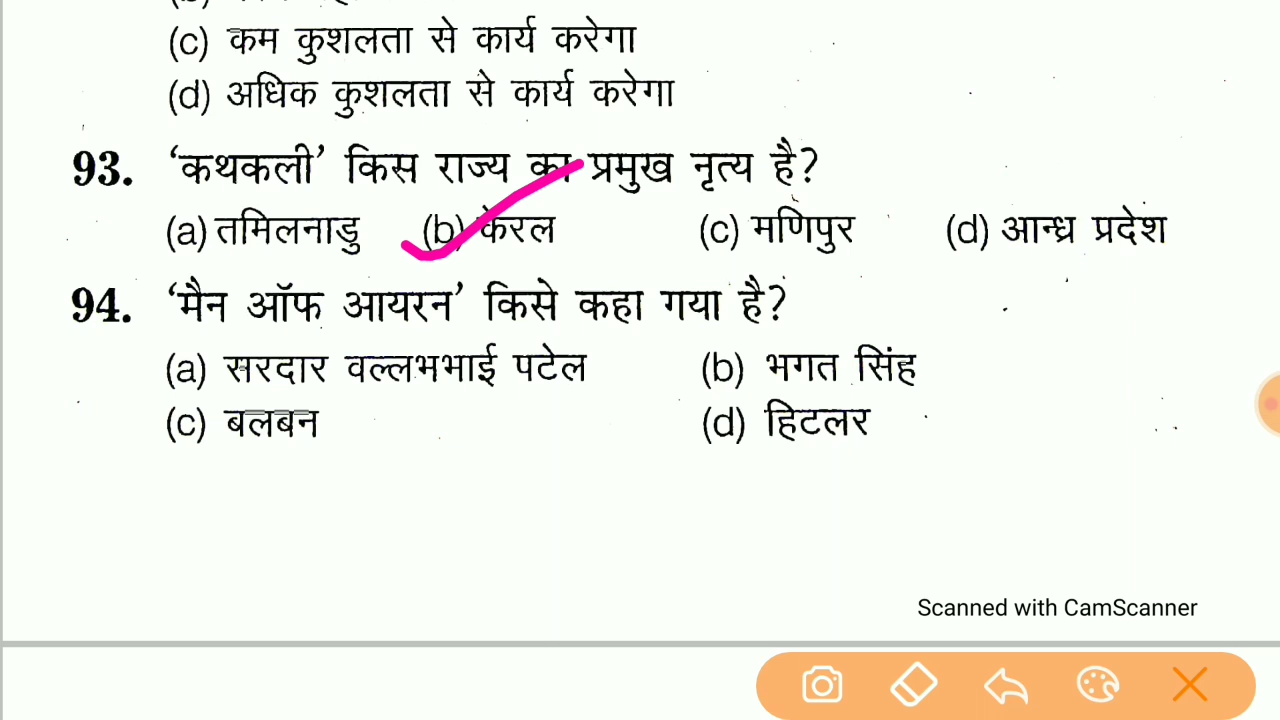 (c) कम कुशलता से कार्य करेगा
(d) अधिक कुशलता से कार्य करेगा
93. ‘कथकली’ किस राज्य का प्रमुख नृत्य है?
(a) तमिलनाडु (b) केरल (c) मणिपुर (d) आन्ध्र प्रदेश
94. ‘मैन ऑफ आयरन’ किसे कहा गया है?
(a) सरदार वल्लभभाई पटेल (b) भगत सिंह
(c) बलबन (d) हिटलर
Scanned with CamScanner